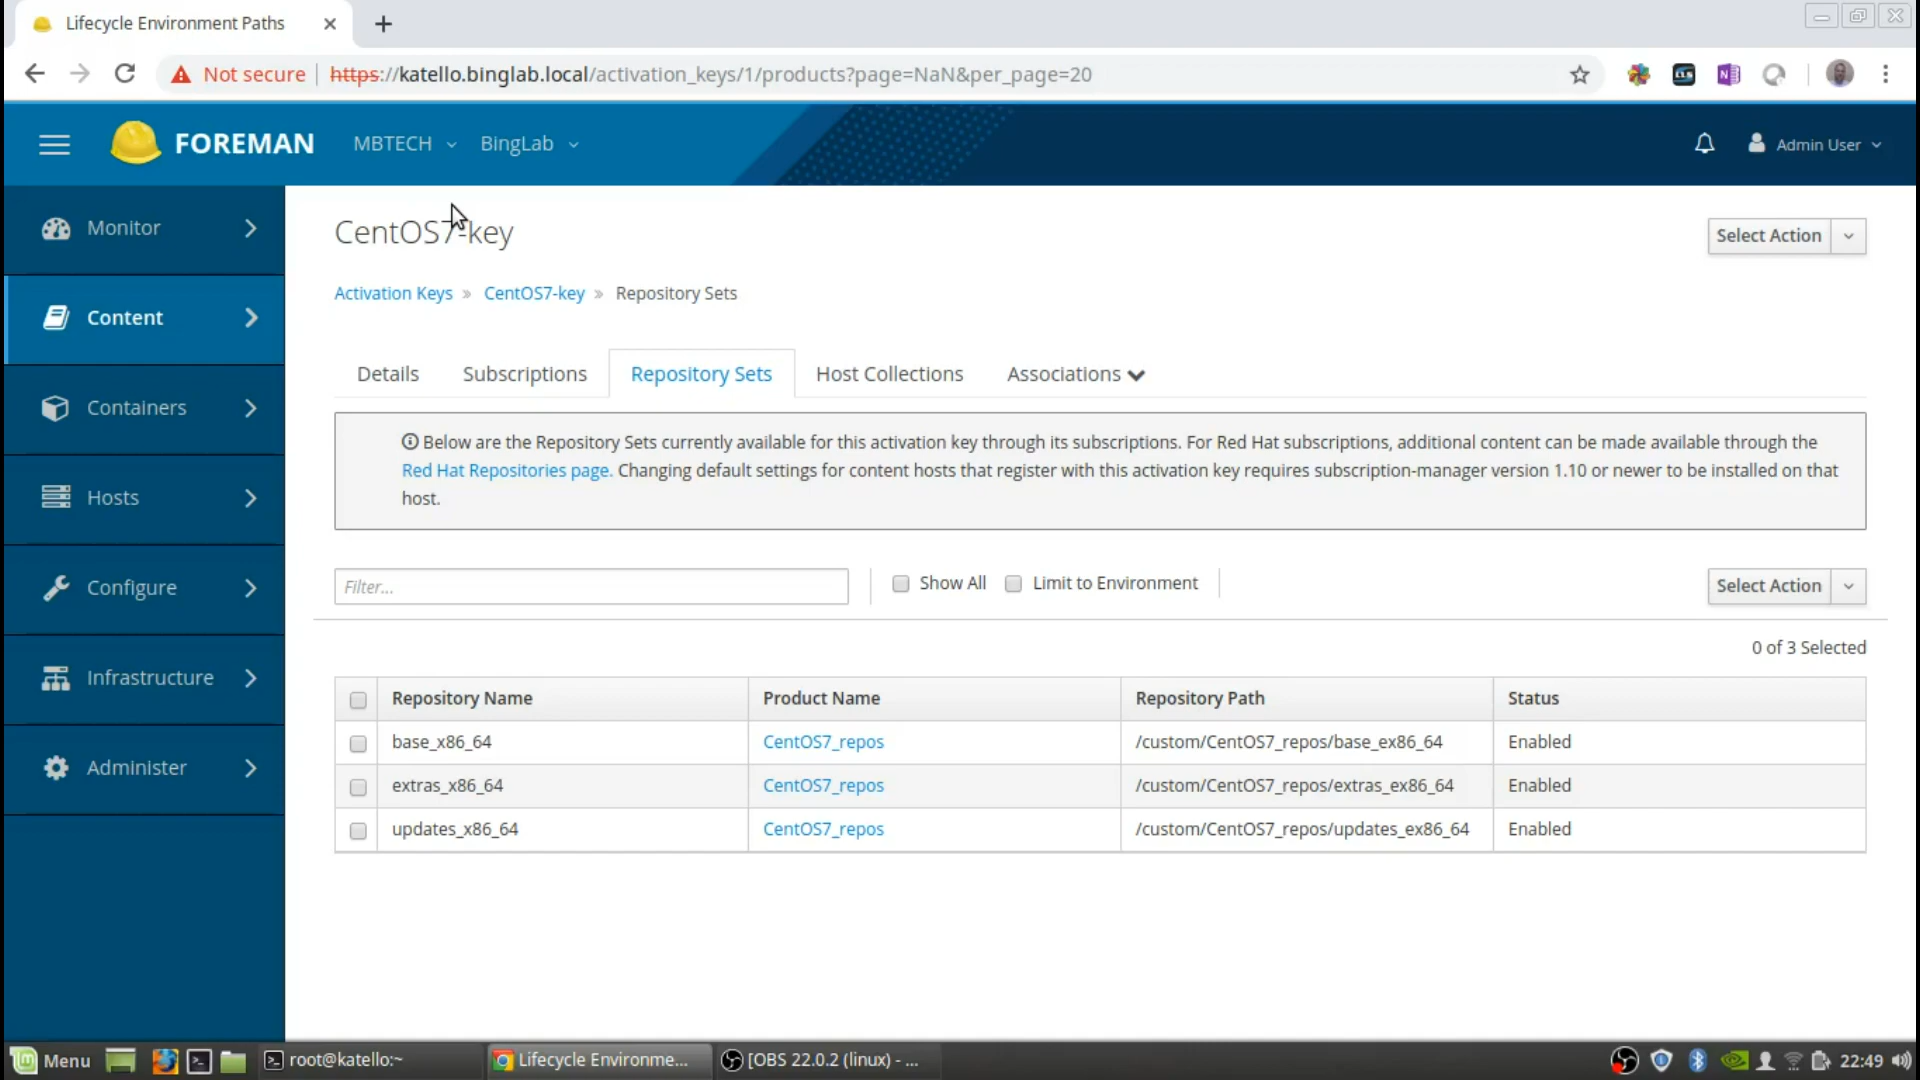 Lifecycle Environment Paths
Not secure | https://katello.binglab.local/activation_keys/1/products?page=NaN&per_page=20
FOREMAN MBTECH BingLab Admin User
Monitor
Content
Containers
Hosts
Configure
Infrastructure
Administer
CentOS7-key
Select Action
Activation Keys » CentOS7-key » Repository Sets
Details Subscriptions Repository Sets Host Collections Associations
Below are the Repository Sets currently available for this activation key through its subscriptions. For Red Hat subscriptions, additional content can be made available through the
Red Hat Repositories page. Changing default settings for content hosts that register with this activation key requires subscription-manager version 1.10 or newer to be installed on that
host.
Filter... Show All Limit to Environment Select Action
0 of 3 Selected
Repository Name Product Name Repository Path Status
base_x86_64 CentOS7_repos /custom/CentOS7_repos/base_ex86_64 Enabled
extras_x86_64 CentOS7_repos /custom/CentOS7_repos/extras_ex86_64 Enabled
updates_x86_64 CentOS7_repos /custom/CentOS7_repos/updates_ex86_64 Enabled
Menu root@katello:~ Lifecycle Environme... [OBS 22.0.2 (linux) - ... 22:49